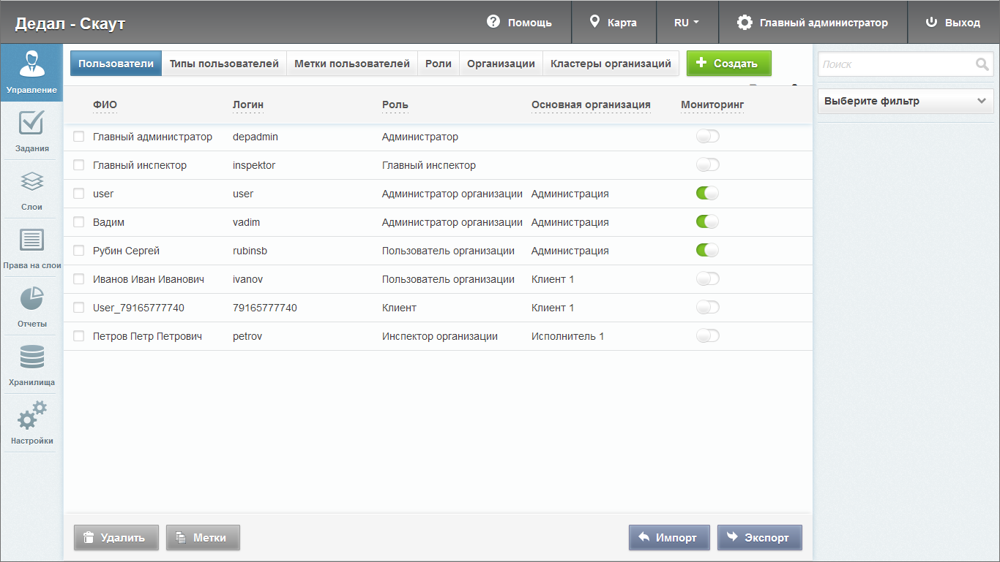 Дедал - Скаут
Помощь
Карта
RU
Главный администратор
Выход
Управление
Задания
Слои
Права на слои
Отчеты
Хранилища
Настройки
Пользователи Типы пользователей Метки пользователей Роли Организации Кластеры организаций Создать
ФИО Логин Роль Основная организация Мониторинг
Главный администратор depadmin Администратор
Главный инспектор inspektor Главный инспектор
user user Администратор организации Администрация
Вадим vadim Администратор организации Администрация
Рубин Сергей rubinsb Пользователь организации Администрация
Иванов Иван Иванович ivanov Пользователь организации Клиент 1
User_79165777740 79165777740 Клиент Клиент 1
Петров Петр Петрович petrov Инспектор организации Исполнитель 1
Удалить Метки Импорт Экспорт
Поиск
Выберите фильтр